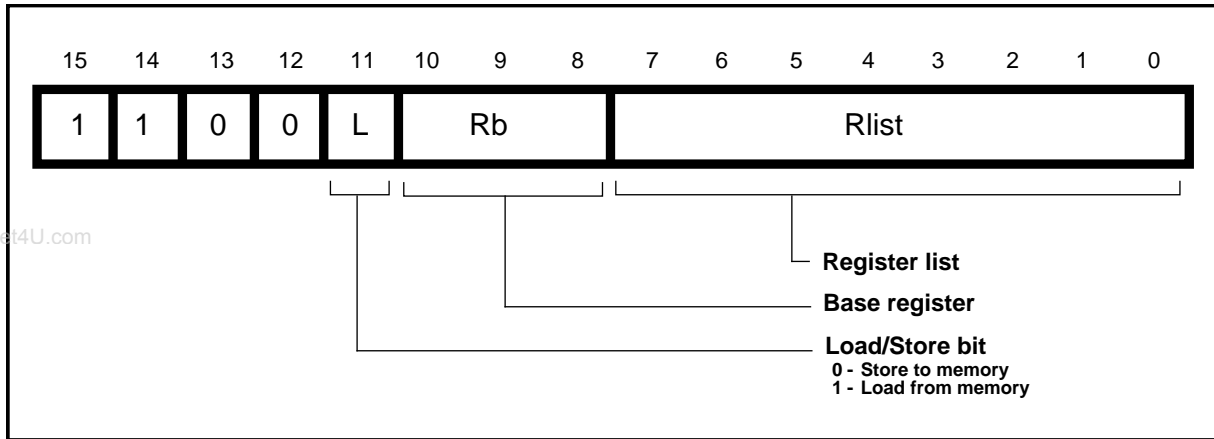 15 14 13 12 11 10 9 8 7 6 5 4 3 2 1 0
1 1 0 0 L Rb Rlist
et4U.com
Register list
Base register
Load/Store bit
0 - Store to memory
1 - Load from memory